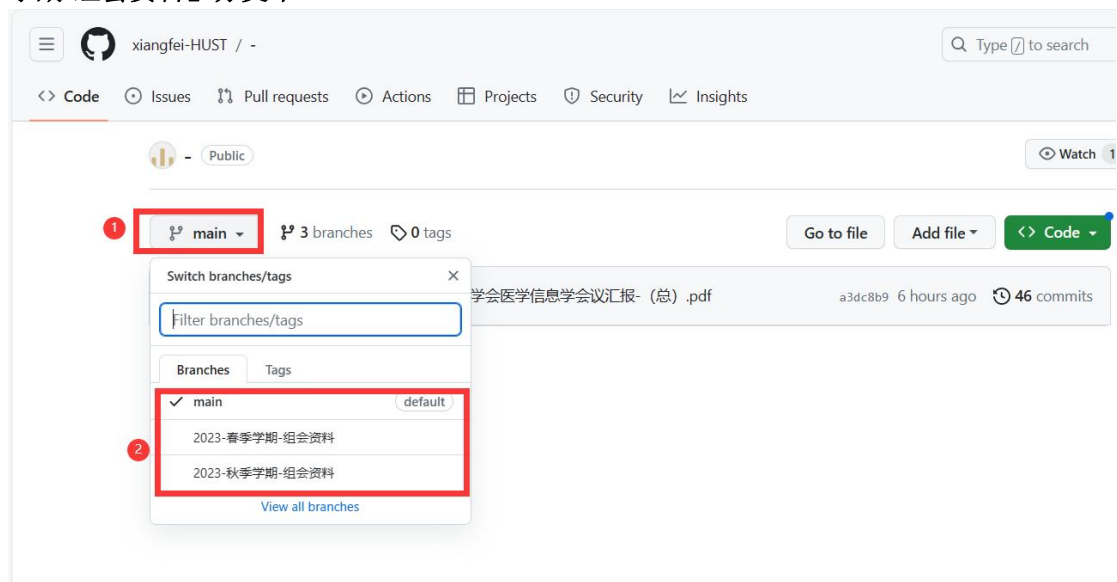 xiangfei-HUST / -
Type / to search
Code Issues Pull requests Actions Projects Security Insights
- Public
Watch 1
1
main 3 branches 0 tags
Go to file Add file Code
Switch branches/tags
学会医学信息学会议汇报-（总）.pdf a3dc8b9 6 hours ago 46 commits
Filter branches/tags
Branches Tags
main default
2023-春季学期-组会资料
2
2023-秋季学期-组会资料
View all branches